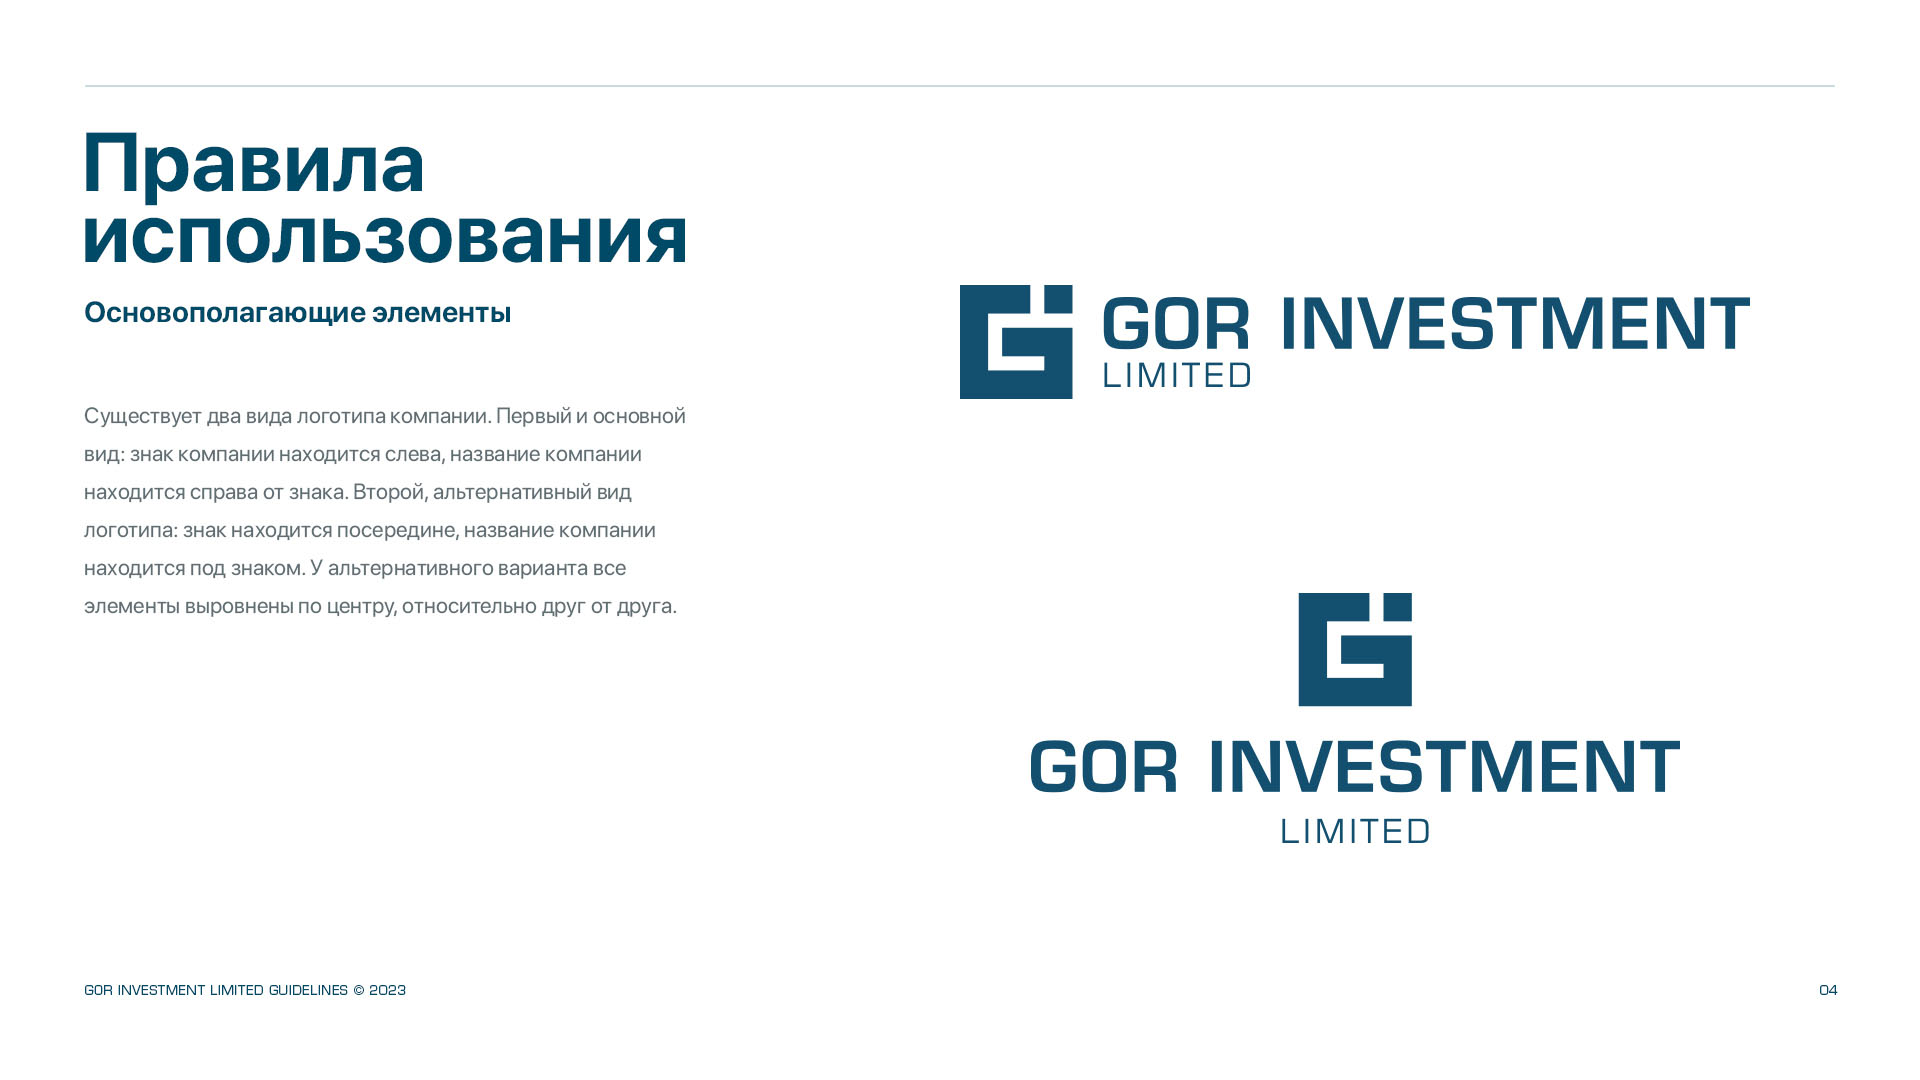 Правила
использования
Основополагающие элементы
Существует два вида логотипа компании. Первый и основной
вид: знак компании находится слева, название компании
находится справа от знака. Второй, альтернативный вид
логотипа: знак находится посередине, название компании
находится под знаком. У альтернативного варианта все
элементы выровнены по центру, относительно друг от друга.
GOR INVESTMENT
LIMITED
GOR INVESTMENT
LIMITED
GOR INVESTMENT LIMITED GUIDELINES © 2023
04